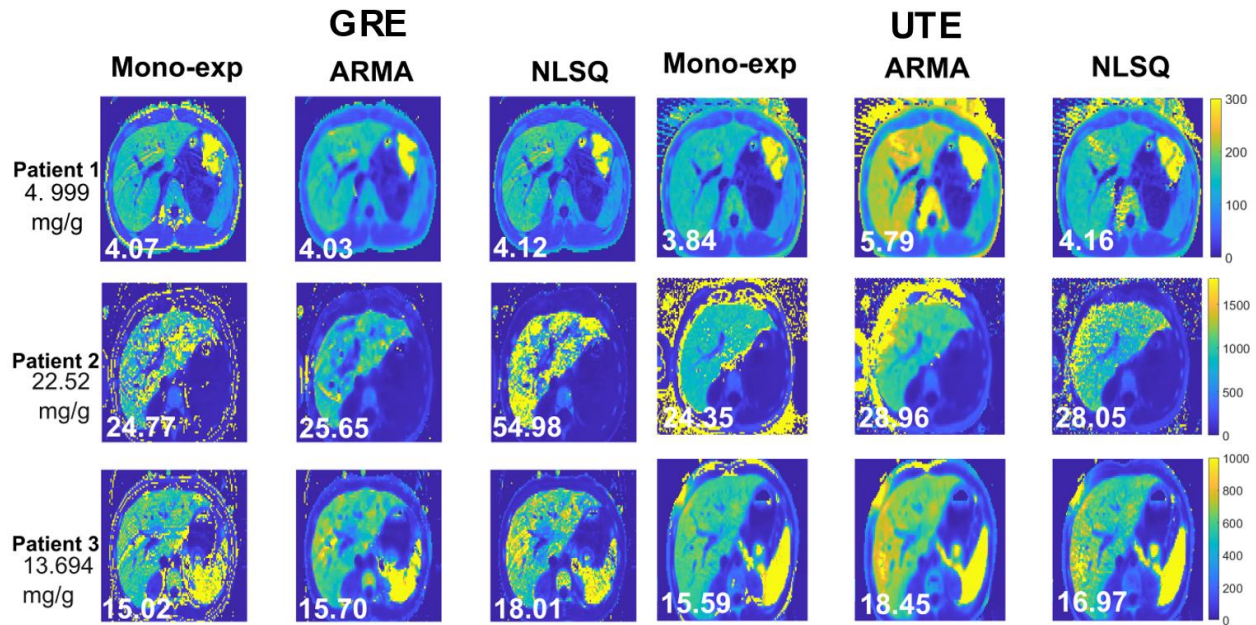 GRE UTE
Mono-exp ARMA NLSQ Mono-exp ARMA NLSQ
Patient 1
4. 999
mg/g
4.07 4.03 4.12 3.84 5.79 4.16
300
200
100
0
Patient 2
22.52
mg/g
24.77 25.65 54.98 24.35 28.96 28.05
1500
1000
500
0
Patient 3
13.694
mg/g
15.02 15.70 18.01 15.59 18.45 16.97
1000
800
600
400
200
0